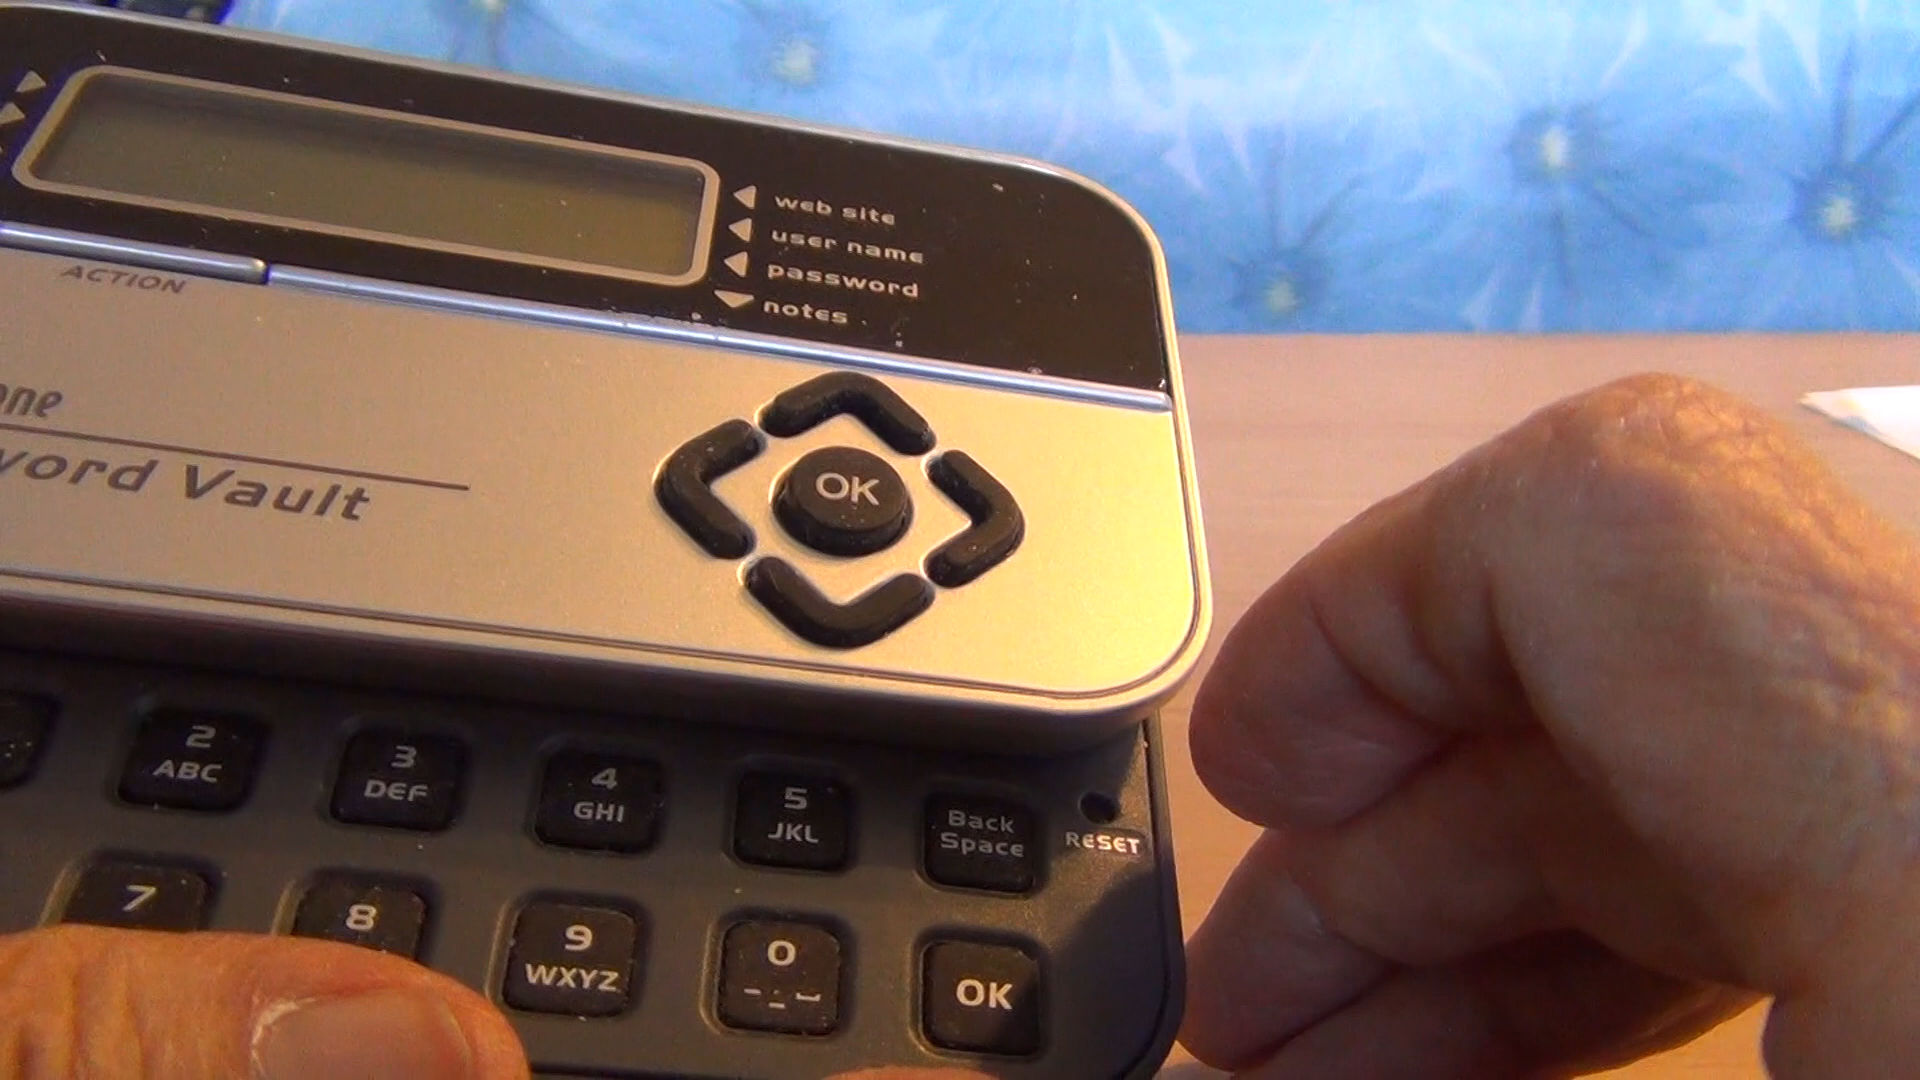 web site
user name
password
notes
ACTION
one
word Vault
OK
2
ABC
3
DEF
4
GHI
5
JKL
Back
Space
RESET
7
8
9
WXYZ
0
_ . -
OK